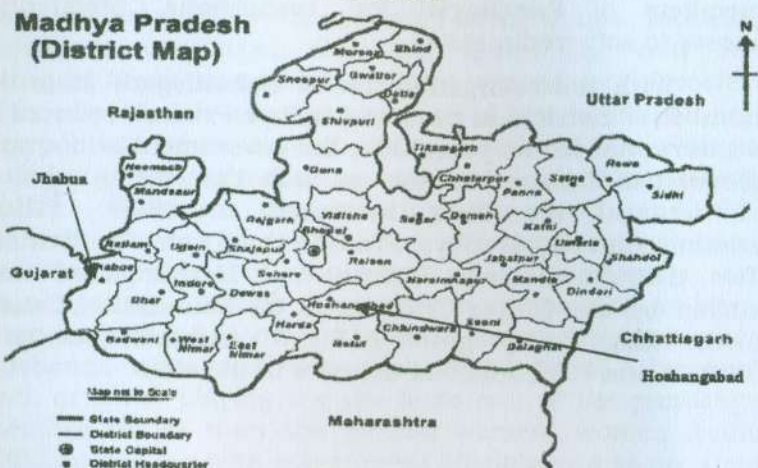 Madhya Pradesh
(District Map)
N
Rajasthan
Uttar Pradesh
Jhabua
Gujarat
Chhattisgarh
Hoshangabad
Maharashtra
Morena
Bhind
Sheopur
Gwalior
Datia
Shivpuri
Tikamgarh
Chhatarpur
Panna
Satna
Rewa
Sidhi
Neemuch
Mandsaur
Guna
Rajgarh
Vidisha
Sagar
Damoh
Katni
Umaria
Shahdol
Ratlam
Ujjain
Shajapur
Bhopal
Raisen
Jabalpur
Jhabua
Indore
Dewas
Sehore
Narsimhapur
Mandla
Dindori
Dhar
Hoshangabad
Harda
Chhindwara
Seoni
Badwani
West
Nimar
East
Nimar
Betul
Balaghat
Map not to Scale
State Boundary
District Boundary
State Capital
District Headquarter